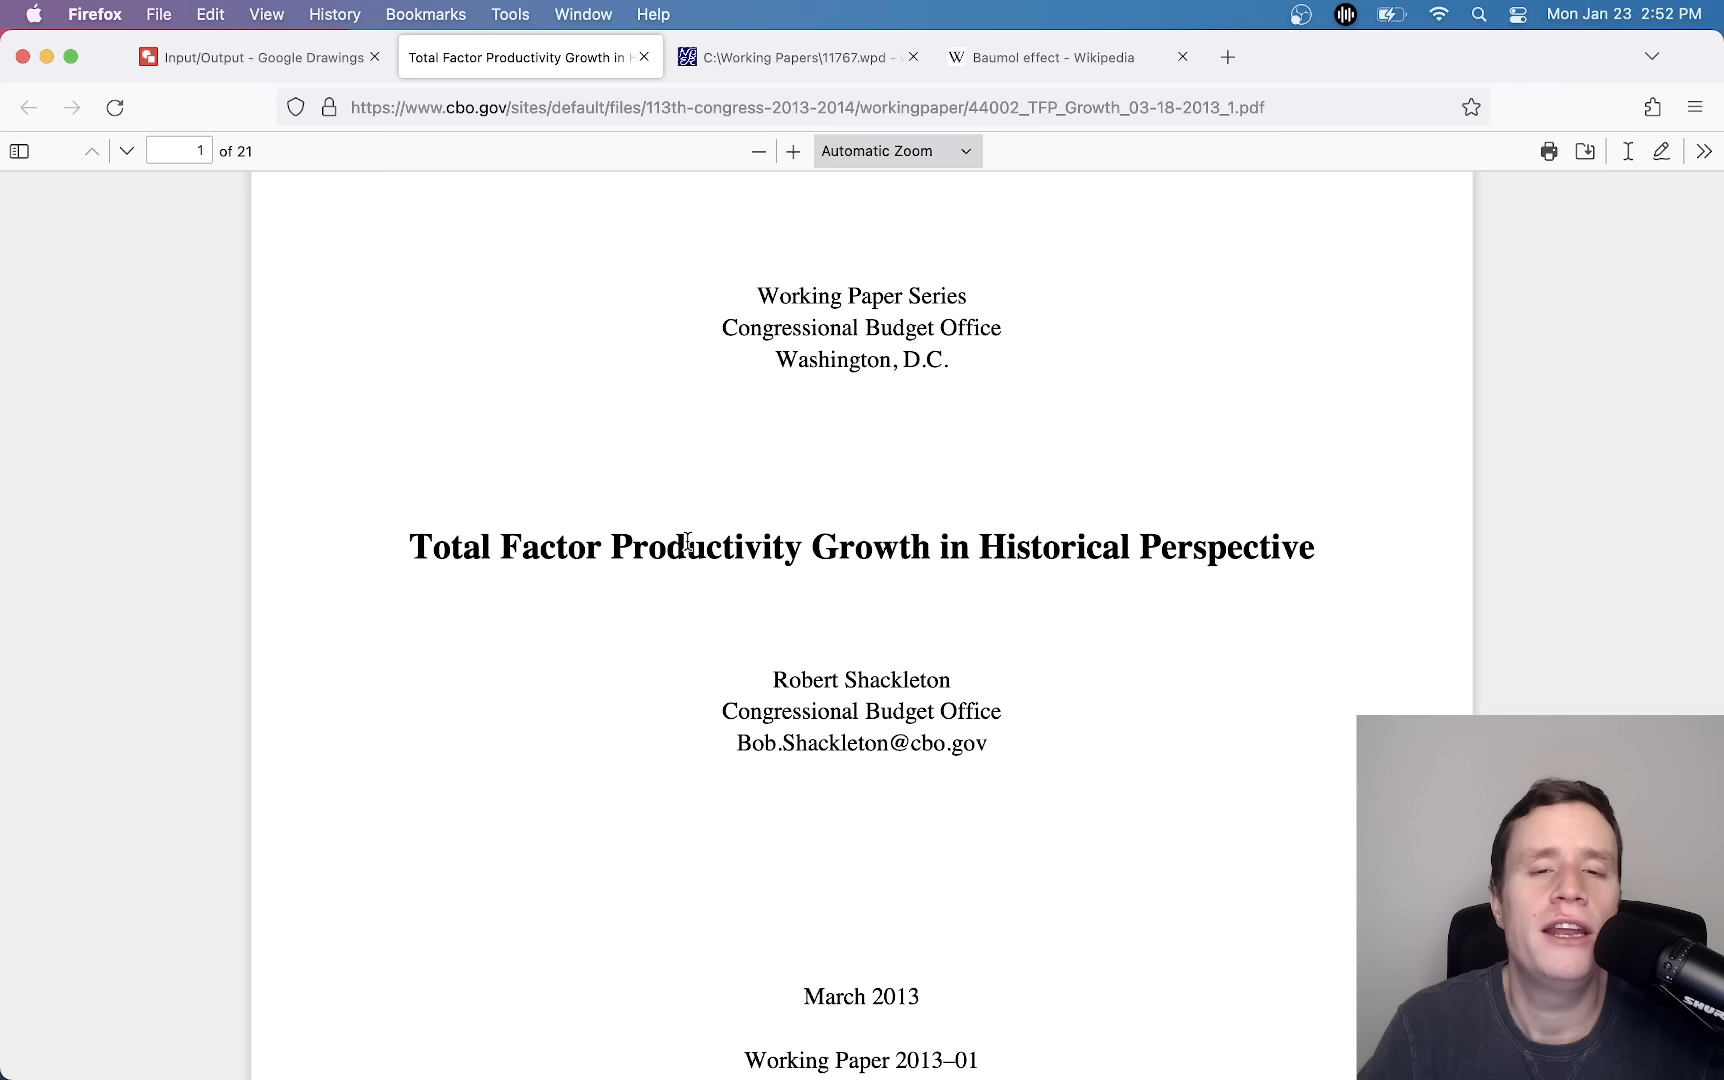 Firefox File Edit View History Bookmarks Tools Window Help Mon Jan 23 2:52 PM
Input/Output - Google Drawings Total Factor Productivity Growth in C:\Working Papers\11767.wpd - Baumol effect - Wikipedia
https://www.cbo.gov/sites/default/files/113th-congress-2013-2014/workingpaper/44002_TFP_Growth_03-18-2013_1.pdf
1 of 21 Automatic Zoom
Working Paper Series
Congressional Budget Office
Washington, D.C.
Total Factor Productivity Growth in Historical Perspective
Robert Shackleton
Congressional Budget Office
Bob.Shackleton@cbo.gov
March 2013
Working Paper 2013–01
SHURE